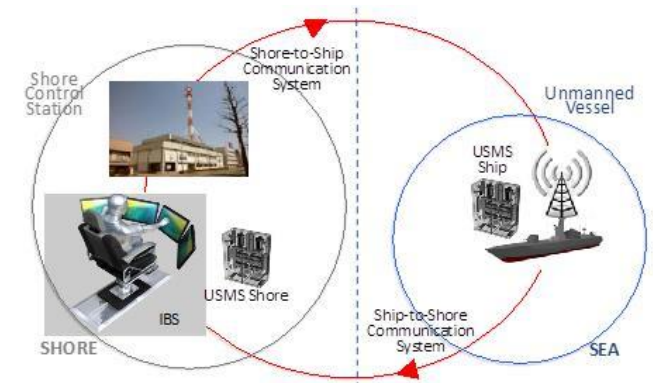 Shore-to-Ship
Communication
System
Shore
Control
Station
Unmanned
Vessel
USMS
Ship
USMS Shore
IBS
Ship-to-Shore
Communication
System
SHORE
SEA